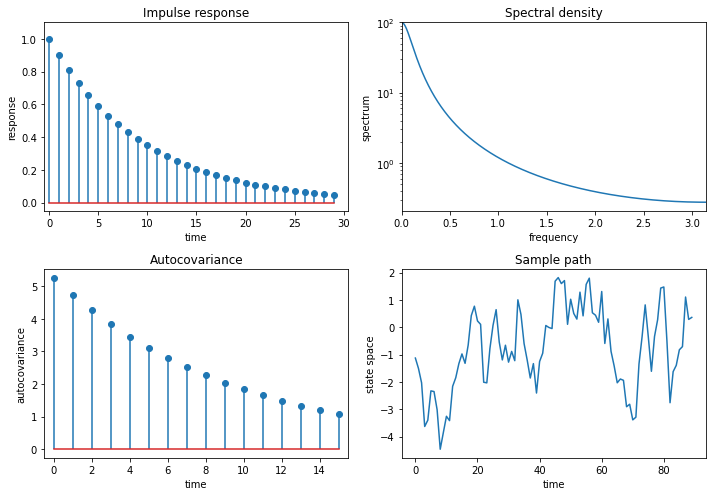 Impulse response
1.0
0.8
0.6
0.4
0.2
0.0
response
0 5 10 15 20 25 30
time
Spectral density
10²
10¹
10⁰
spectrum
0.0 0.5 1.0 1.5 2.0 2.5 3.0
frequency
Autocovariance
5
4
3
2
1
0
autocovariance
0 2 4 6 8 10 12 14
time
Sample path
2
1
0
−1
−2
−3
−4
state space
0 20 40 60 80
time